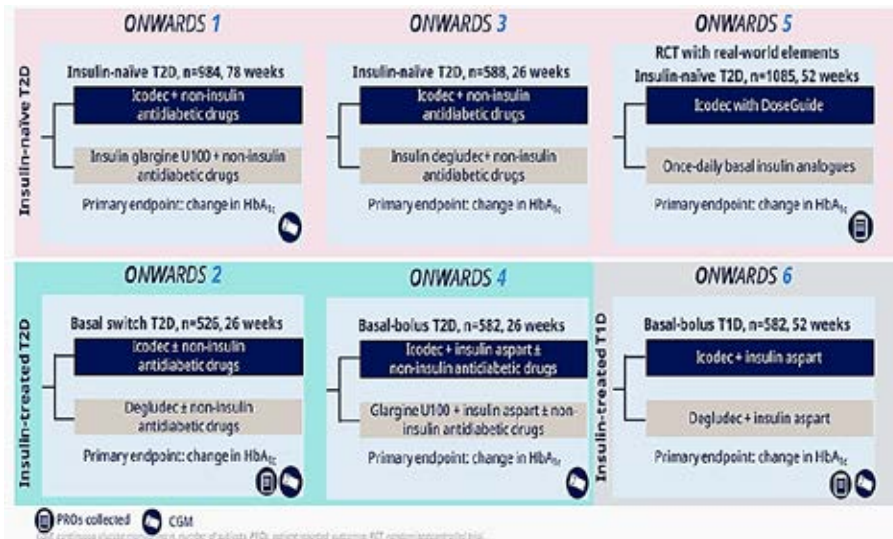 ONWARDS 1
Insulin-naïve T2D, n=984, 78 weeks
Icodec + non-insulin
antidiabetic drugs
Insulin glargine U100 + non-insulin
antidiabetic drugs
Primary endpoint: change in HbA1c
ONWARDS 3
Insulin-naïve T2D, n=588, 26 weeks
Icodec + non-insulin
antidiabetic drugs
Insulin degludec+ non-insulin
antidiabetic drugs
Primary endpoint: change in HbA1c
ONWARDS 5
RCT with real-world elements
Insulin-naïve T2D, n=1085, 52 weeks
Icodec with DoseGuide
Once-daily basal insulin analogues
Primary endpoint: change in HbA1c
Insulin-naïve T2D
ONWARDS 2
Basal switch T2D, n=526, 26 weeks
Icodec ± non-insulin
antidiabetic drugs
Degludec ± non-insulin
antidiabetic drugs
Primary endpoint: change in HbA1c
ONWARDS 4
Basal-bolus T2D, n=582, 26 weeks
Icodec + insulin aspart ±
non-insulin antidiabetic drugs
Glargine U100 + insulin aspart ± non-
insulin antidiabetic drugs
Primary endpoint: change in HbA1c
Insulin-treated T2D
ONWARDS 6
Basal-bolus T1D, n=582, 52 weeks
Icodec + insulin aspart
Degludec + insulin aspart
Primary endpoint: change in HbA1c
Insulin-treated T1D
PROs collected
CGM